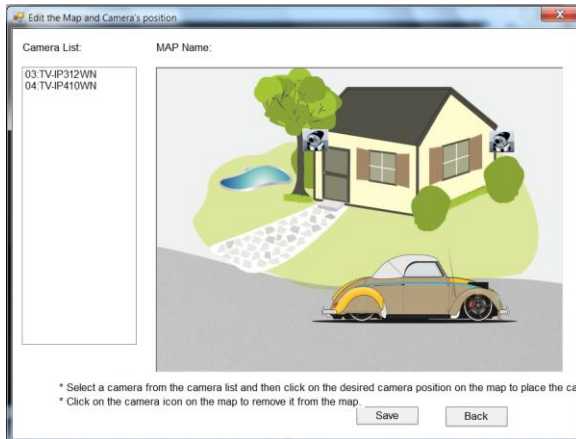 Edit the Map and Camera's position
Camera List:
MAP Name:
03:TV-IP312WN
04:TV-IP410WN
* Select a camera from the camera list and then click on the desired camera position on the map to place the ca
* Click on the camera icon on the map to remove it from the map.
Save
Back